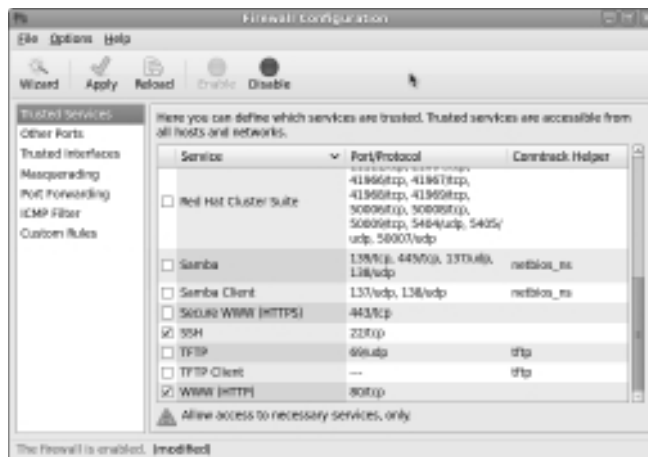 Firewall Configuration
File Options Help
Wizard Apply Reload Enable Disable
Trusted Services
Other Ports
Trusted Interfaces
Masquerading
Port Forwarding
ICMP Filter
Custom Rules
Here you can define which services are trusted. Trusted services are accessible from
all hosts and networks.
Service Port/Protocol Conntrack Helper
41966/tcp, 41967/tcp,
Red Hat Cluster Suite 41968/tcp, 41969/tcp,
50006/tcp, 50008/tcp,
50009/tcp, 5404/udp, 5405/
udp, 50007/udp
Samba 139/tcp, 445/tcp, 137/udp,
138/udp netbios_ns
Samba Client 137/udp, 138/udp netbios_ns
Secure WWW (HTTPS) 443/tcp
SSH 22/tcp
TFTP 69/udp tftp
TFTP Client --- tftp
WWW (HTTP) 80/tcp
Allow access to necessary services, only.
The firewall is enabled. (modified)